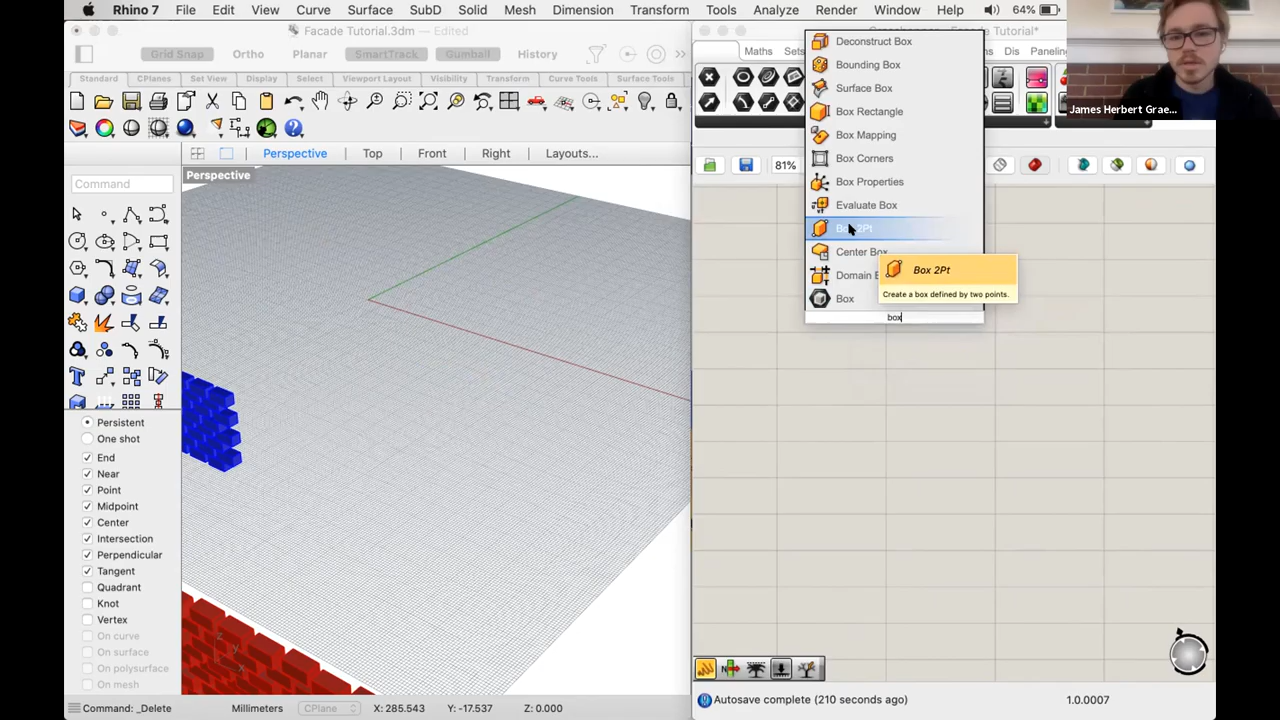 Rhino 7 File Edit View Curve Surface SubD Solid Mesh Dimension Transform Tools Analyze Render Window Help 64%
Facade Tutorial.3dm — Edited
Tutorial*
James Herbert Grae...
Grid Snap Ortho Planar SmartTrack Gumball History
Maths Sets Dis Paneling
Standard CPlanes Set View Display Select Viewport Layout Visibility Transform Curve Tools Surface Tools
Perspective Top Front Right Layouts...
81%
Perspective
Command
Deconstruct Box
Bounding Box
Surface Box
Box Rectangle
Box Mapping
Box Corners
Box Properties
Evaluate Box
Box 2Pt
Center Box
Domain B
Box
box
Box 2Pt
Create a box defined by two points.
Persistent
One shot
End
Near
Point
Midpoint
Center
Intersection
Perpendicular
Tangent
Quadrant
Knot
Vertex
On curve
On surface
On polysurface
On mesh
z
y
x
Command: _Delete Millimeters CPlane X: 285.543 Y: -17.537 Z: 0.000
Autosave complete (210 seconds ago) 1.0.0007